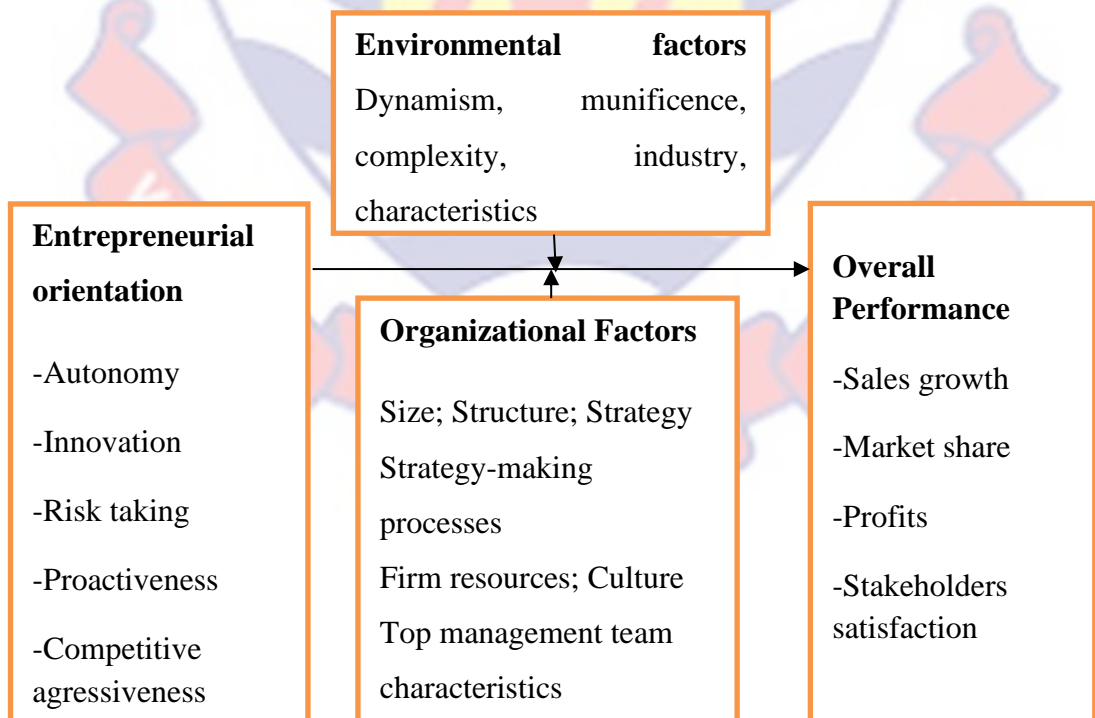 Environmental factors
Dynamism, munificence,
complexity, industry,
characteristics
Entrepreneurial
orientation
-Autonomy
-Innovation
-Risk taking
-Proactiveness
-Competitive
agressiveness
Organizational Factors
Size; Structure; Strategy
Strategy-making
processes
Firm resources; Culture
Top management team
characteristics
Overall
Performance
-Sales growth
-Market share
-Profits
-Stakeholders
satisfaction